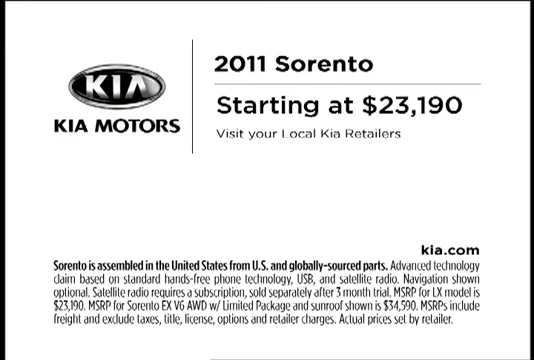 2011 Sorento
KIA
Starting at $23,190
KIA MOTORS
Visit your Local Kia Retailers
kia.com
Sorento is assembled in the United States from U.S. and globally-sourced parts. Advanced technology
claim based on standard hands-free phone technology, USB, and satellite radio. Navigation shown
optional. Satellite radio requires a subscription, sold separately after 3 month trial. MSRP for LX model is
$23,190. MSRP for Sorento EX V6 AWD w/ Limited Package and sunroof shown is $34,590. MSRPs include
freight and exclude taxes, title, license, options and retailer charges. Actual prices set by retailer.